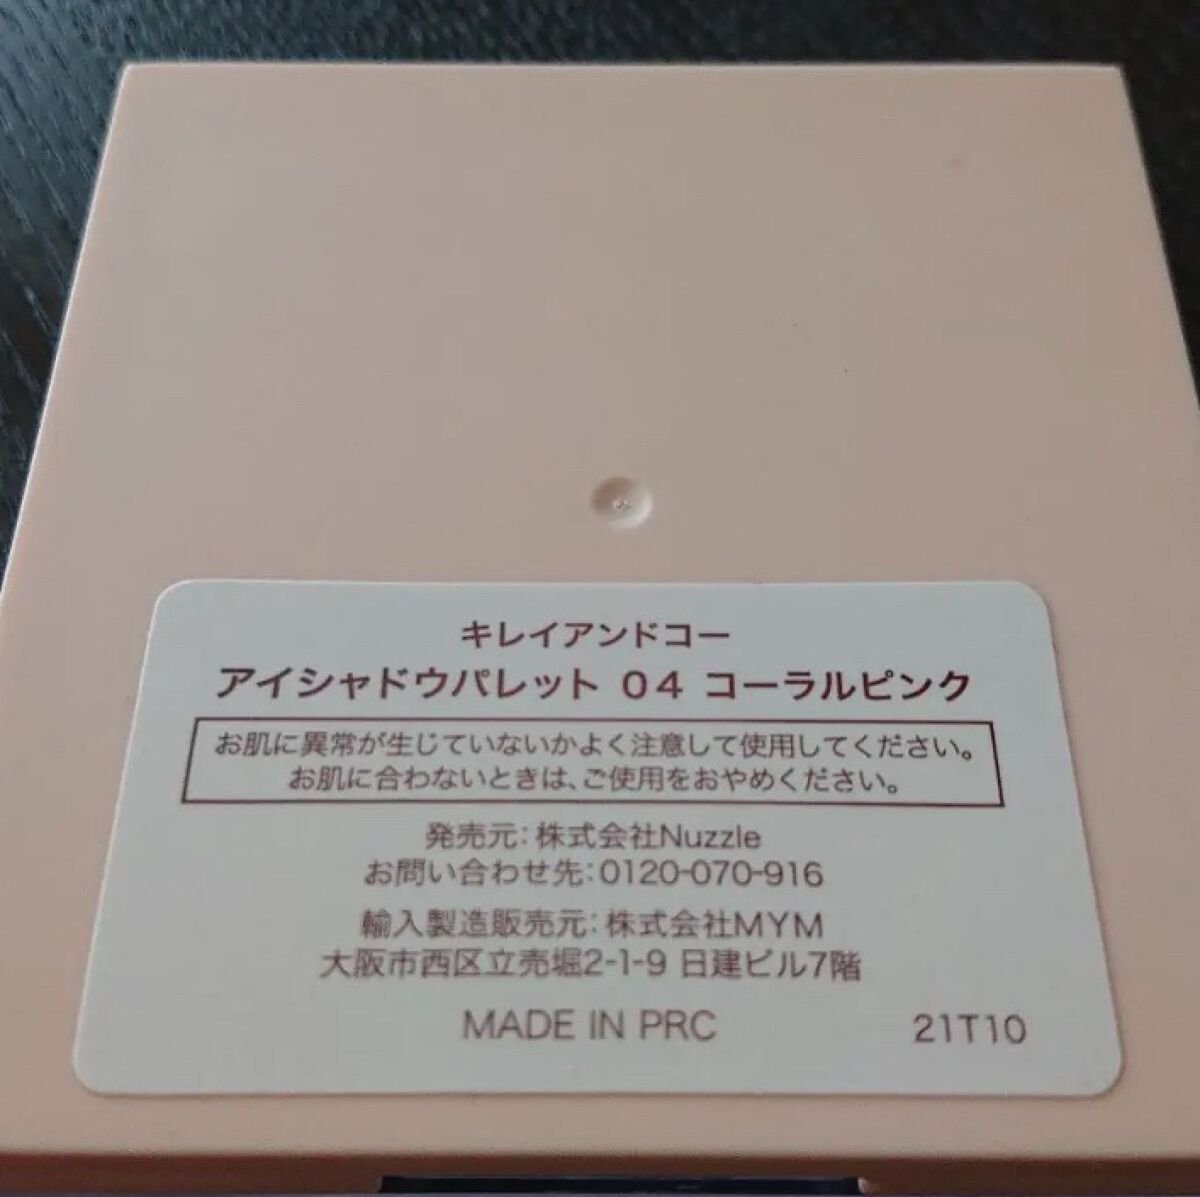 キレイアンドコー
アイシャドウパレット 04 コーラルピンク
お肌に異常が生じていないかよく注意して使用してください。
お肌に合わないときは、ご使用をおやめください。
発売元:株式会社Nuzzle
お問い合わせ先:0120-070-916
輸入製造販売元:株式会社MYM
大阪市西区立売堀2-1-9 日建ビル7階
MADE IN PRC 21T10